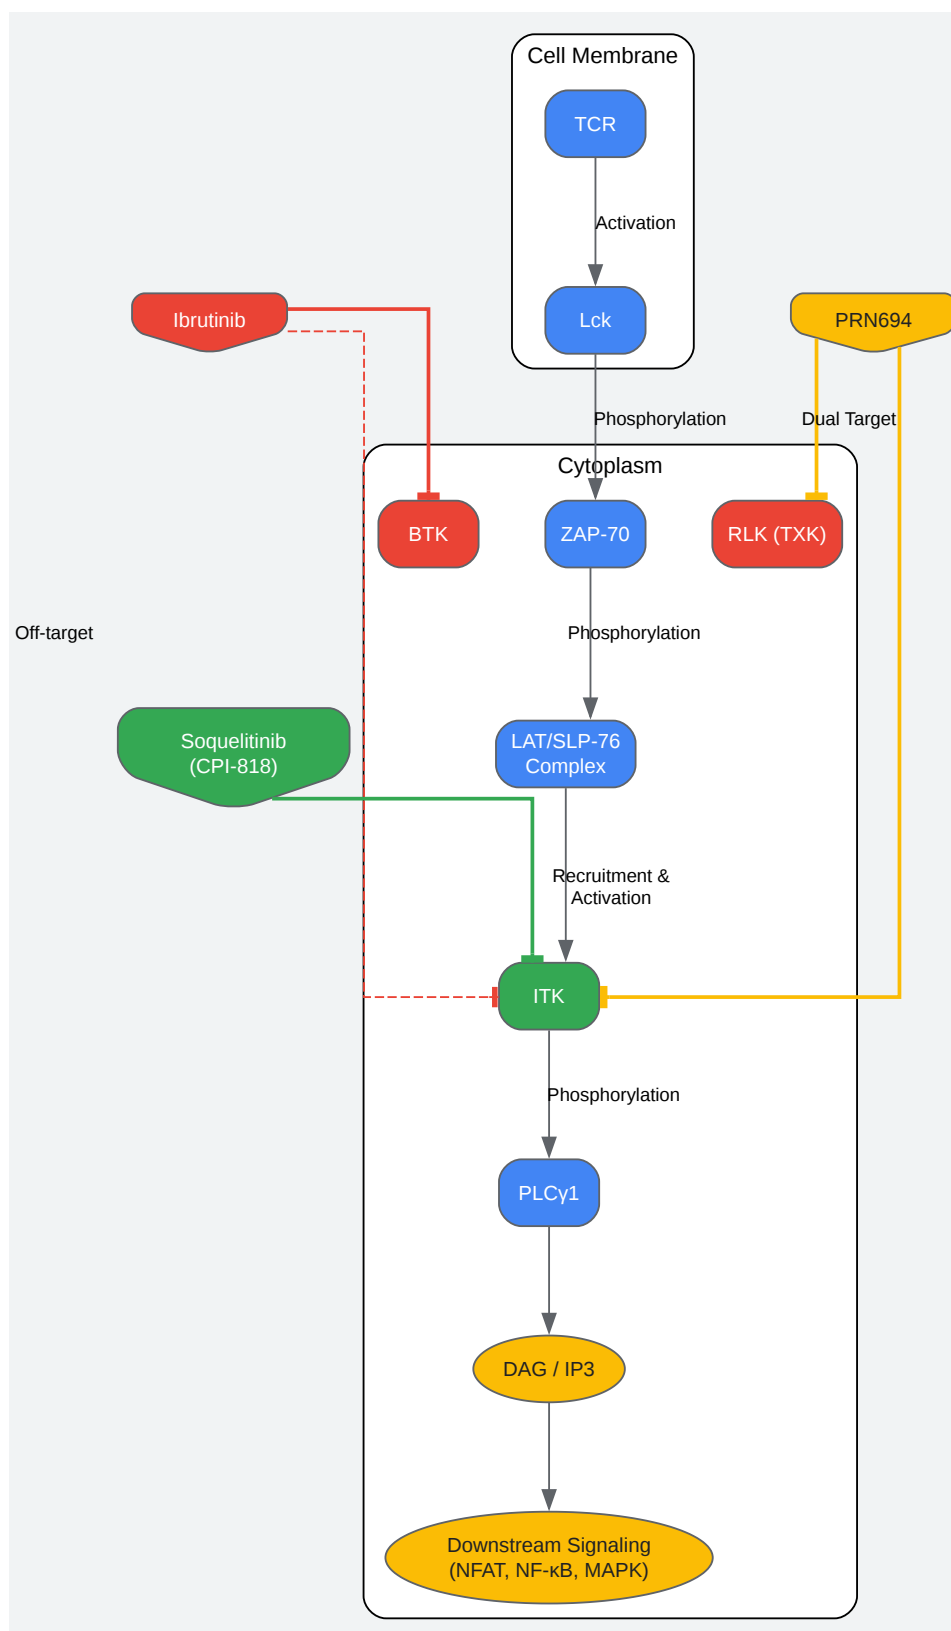 Cell Membrane
TCR
Activation
Ibrutinib
Lck
PRN694
Phosphorylation
Dual Target
Cytoplasm
BTK
ZAP-70
RLK (TXK)
Off-target
Phosphorylation
Soquelitinib
(CPI-818)
LAT/SLP-76
Complex
Recruitment &
Activation
ITK
Phosphorylation
PLCγ1
DAG / IP3
Downstream Signaling
(NFAT, NF-κB, MAPK)